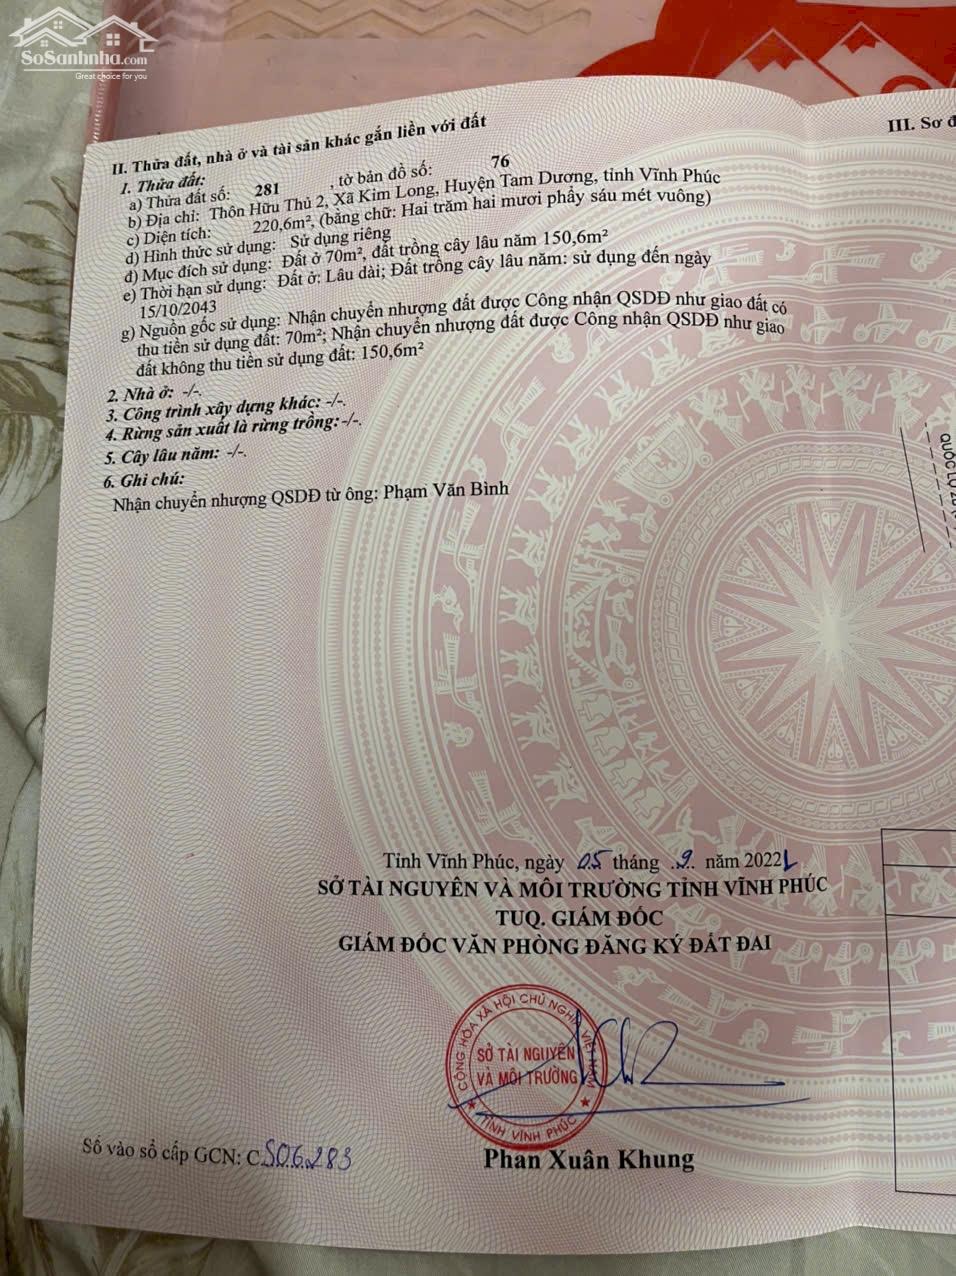 SoSanhnha.com
Great choice for you
II. Thửa đất, nhà ở và tài sản khác gắn liền với đất
1. Thửa đất:
a) Thửa đất số: 281 , tờ bản đồ số: 76
b) Địa chỉ: Thôn Hữu Thủ 2, Xã Kim Long, Huyện Tam Dương, tỉnh Vĩnh Phúc
c) Diện tích: 220,6m², (bằng chữ: Hai trăm hai mươi phẩy sáu mét vuông)
d) Hình thức sử dụng: Sử dụng riêng
đ) Mục đích sử dụng: Đất ở 70m², đất trồng cây lâu năm 150,6m²
e) Thời hạn sử dụng: Đất ở: Lâu dài; Đất trồng cây lâu năm: sử dụng đến ngày
15/10/2043
g) Nguồn gốc sử dụng: Nhận chuyển nhượng đất được Công nhận QSDĐ như giao đất có
thu tiền sử dụng đất: 70m²; Nhận chuyển nhượng đất được Công nhận QSDĐ như giao
đất không thu tiền sử dụng đất: 150,6m²
2. Nhà ở: -/-.
3. Công trình xây dựng khác: -/-.
4. Rừng sản xuất là rừng trồng: -/-.
5. Cây lâu năm: -/-.
6. Ghi chú:
Nhận chuyển nhượng QSDĐ từ ông: Phạm Văn Bình
III. Sơ đ
QUỐC LỘ
Tỉnh Vĩnh Phúc, ngày 05 tháng 9 năm 2022
SỞ TÀI NGUYÊN VÀ MÔI TRƯỜNG TỈNH VĨNH PHÚC
TUQ. GIÁM ĐỐC
GIÁM ĐỐC VĂN PHÒNG ĐĂNG KÝ ĐẤT ĐAI
CỘNG HÒA XÃ HỘI CHỦ NGHĨA VIỆT NAM
SỞ TÀI NGUYÊN
VÀ MÔI TRƯỜNG
TỈNH VĨNH PHÚC
Phan Xuân Khung
Số vào sổ cấp GCN: CS06283